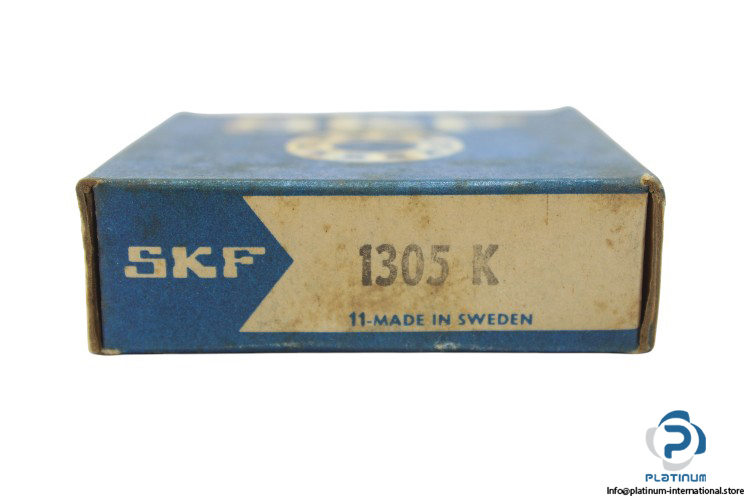 SKF
1305 K
11-MADE IN SWEDEN
PLATINUM
Info@platinum-international.store